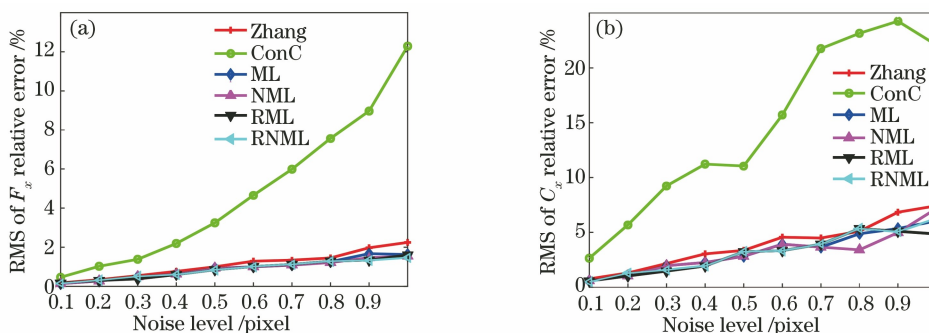 (a)
RMS of Fx relative error /%
12
10
8
6
4
2
0
Zhang
ConC
ML
NML
RML
RNML
0.1 0.2 0.3 0.4 0.5 0.6 0.7 0.8 0.9
Noise level /pixel
(b)
RMS of Cx relative error /%
20
15
10
5
0
Zhang
ConC
ML
NML
RML
RNML
0.1 0.2 0.3 0.4 0.5 0.6 0.7 0.8 0.9
Noise level /pixel